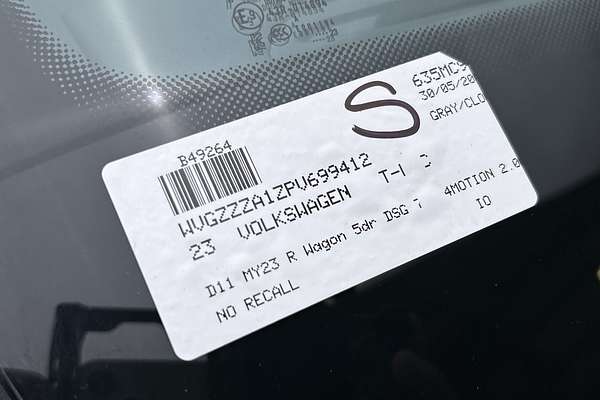 S
635MC9
30/05/20
GRAY/CLO
B49264
WVGZZZA1ZPV699412
23 VOLKSWAGEN T-
D11 MY23 R Wagon 5dr DSG 7 4MOTION 2.0
NO RECALL IO